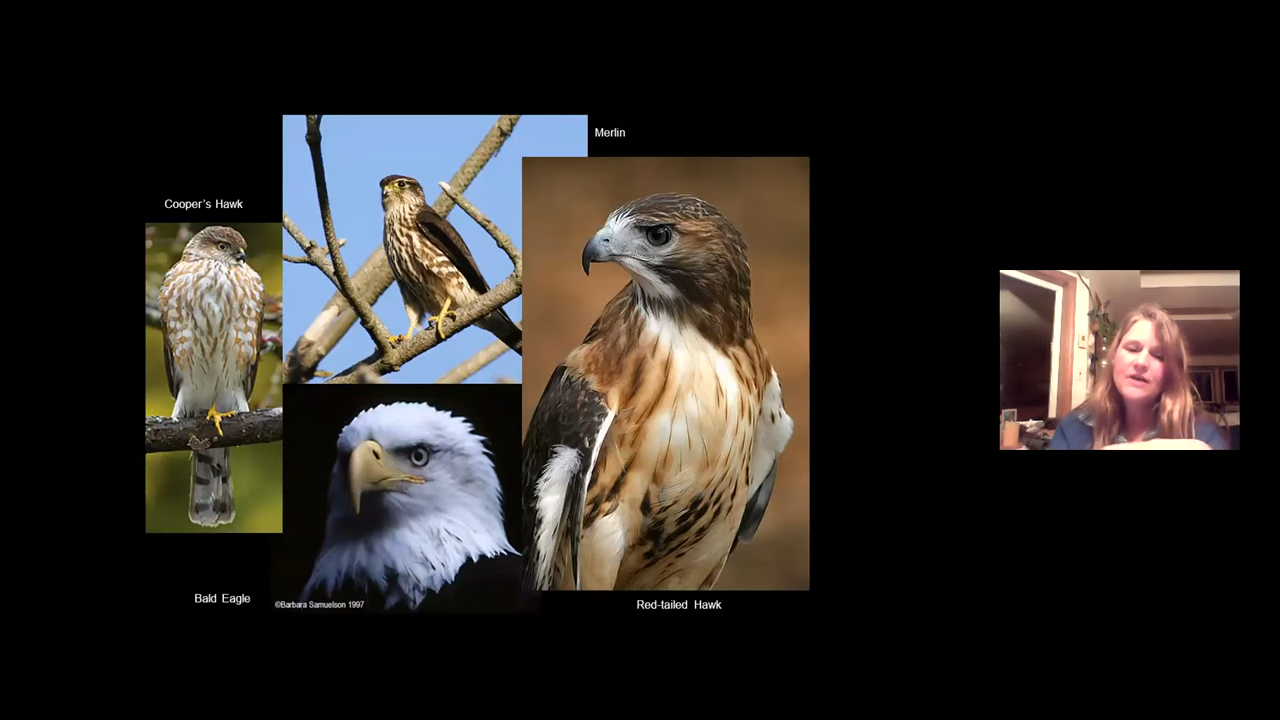 Merlin
Cooper's Hawk
Bald Eagle
©Barbara Samuelson 1997
Red-tailed Hawk